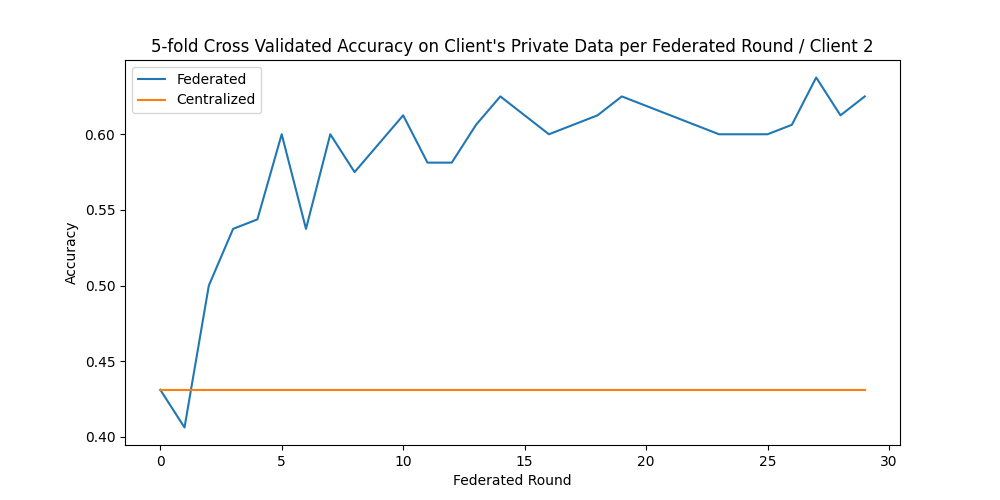 5-fold Cross Validated Accuracy on Client's Private Data per Federated Round / Client 2
Federated
Centralized
0.60
0.55
0.50
0.45
0.40
Accuracy
0 5 10 15 20 25 30
Federated Round